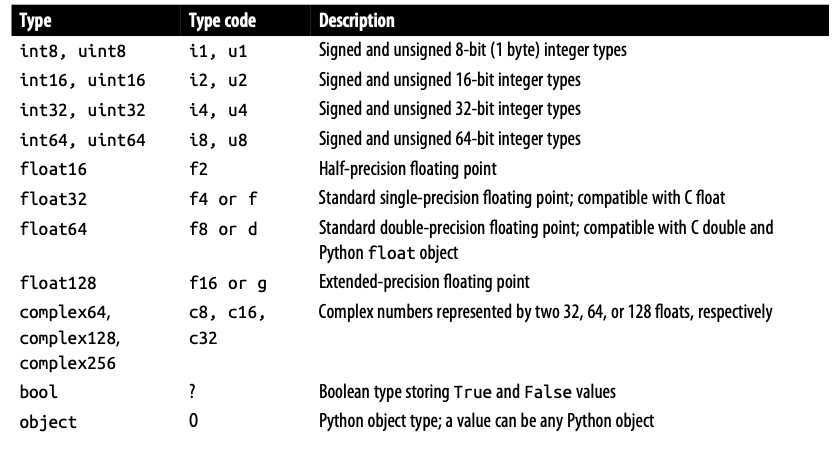 Type Type code Description
int8, uint8 i1, u1 Signed and unsigned 8-bit (1 byte) integer types
int16, uint16 i2, u2 Signed and unsigned 16-bit integer types
int32, uint32 i4, u4 Signed and unsigned 32-bit integer types
int64, uint64 i8, u8 Signed and unsigned 64-bit integer types
float16 f2 Half-precision floating point
float32 f4 or f Standard single-precision floating point; compatible with C float
float64 f8 or d Standard double-precision floating point; compatible with C double and
Python float object
float128 f16 or g Extended-precision floating point
complex64, c8, c16, Complex numbers represented by two 32, 64, or 128 floats, respectively
complex128, c32
complex256
bool ? Boolean type storing True and False values
object O Python object type; a value can be any Python object